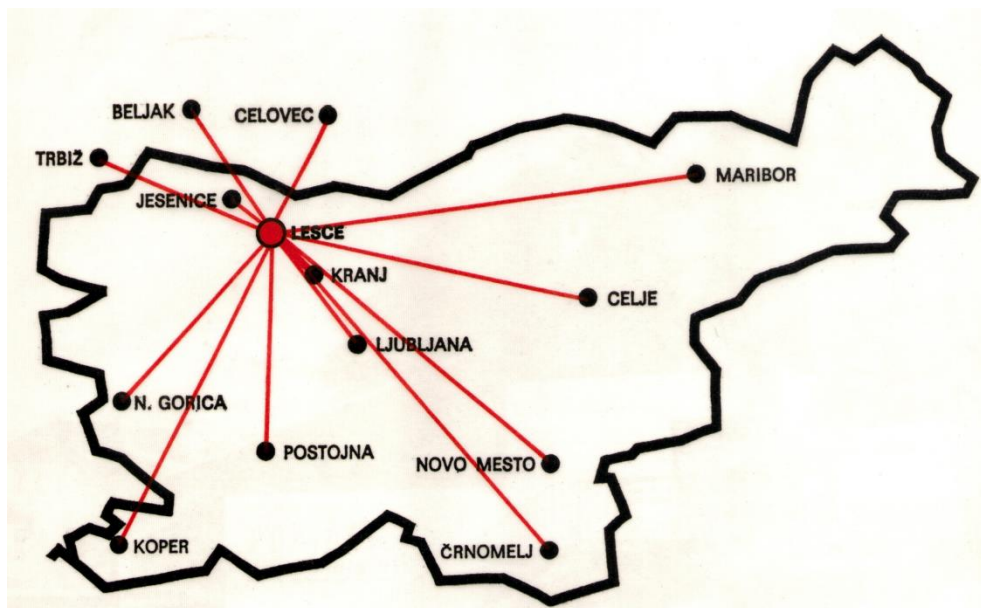 BELJAK
CELOVEC
TRBIŽ
JESENICE
MARIBOR
LESCE
KRANJ
CELJE
LJUBLJANA
N. GORICA
POSTOJNA
NOVO MESTO
KOPER
ČRNOMELJ